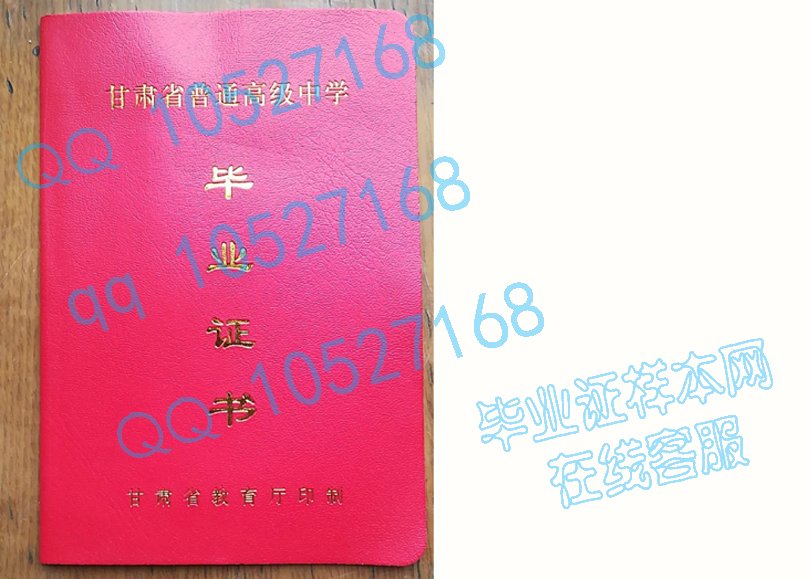 甘肃省普通高级中学
毕
业
证
书
甘肃省教育厅印制
QQ 10527168
qq 10527168
QQ 10527168
毕业证样本网
在线客服